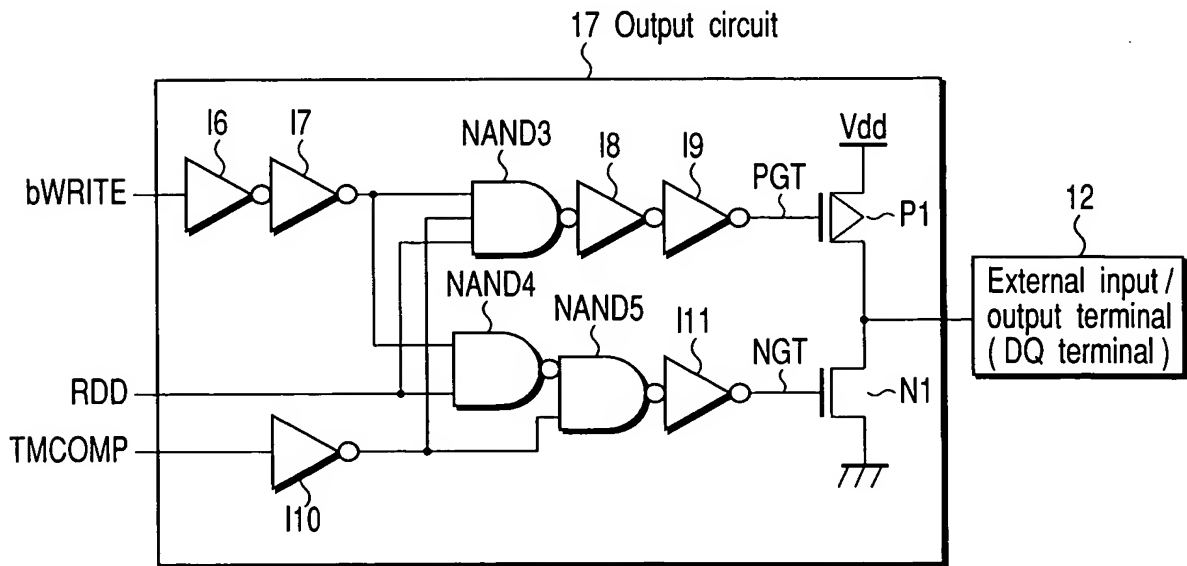 17 Output circuit
I6
I7
NAND3
I8
I9
Vdd
bWRITE
PGT
P1
12
External input /
output terminal
( DQ terminal )
NAND4
NAND5
I11
NGT
N1
RDD
TMCOMP
I10